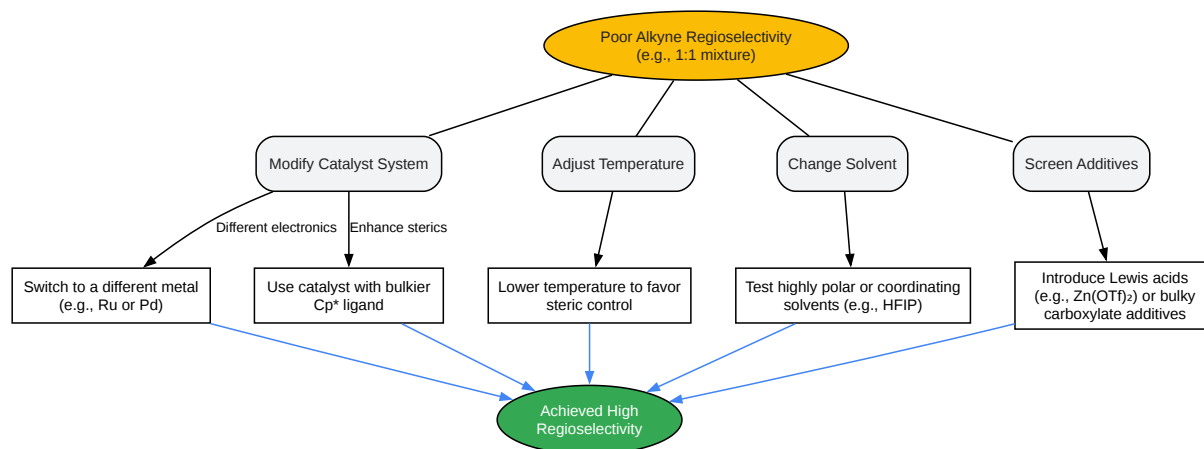 Poor Alkyne Regioselectivity
(e.g., 1:1 mixture)
Modify Catalyst System
Adjust Temperature
Change Solvent
Screen Additives
Different electronics
Enhance sterics
Switch to a different metal
(e.g., Ru or Pd)
Use catalyst with bulkier
Cp* ligand
Lower temperature to favor
steric control
Test highly polar or coordinating
solvents (e.g., HFIP)
Introduce Lewis acids
(e.g., Zn(OTf)₂) or bulky
carboxylate additives
Achieved High
Regioselectivity